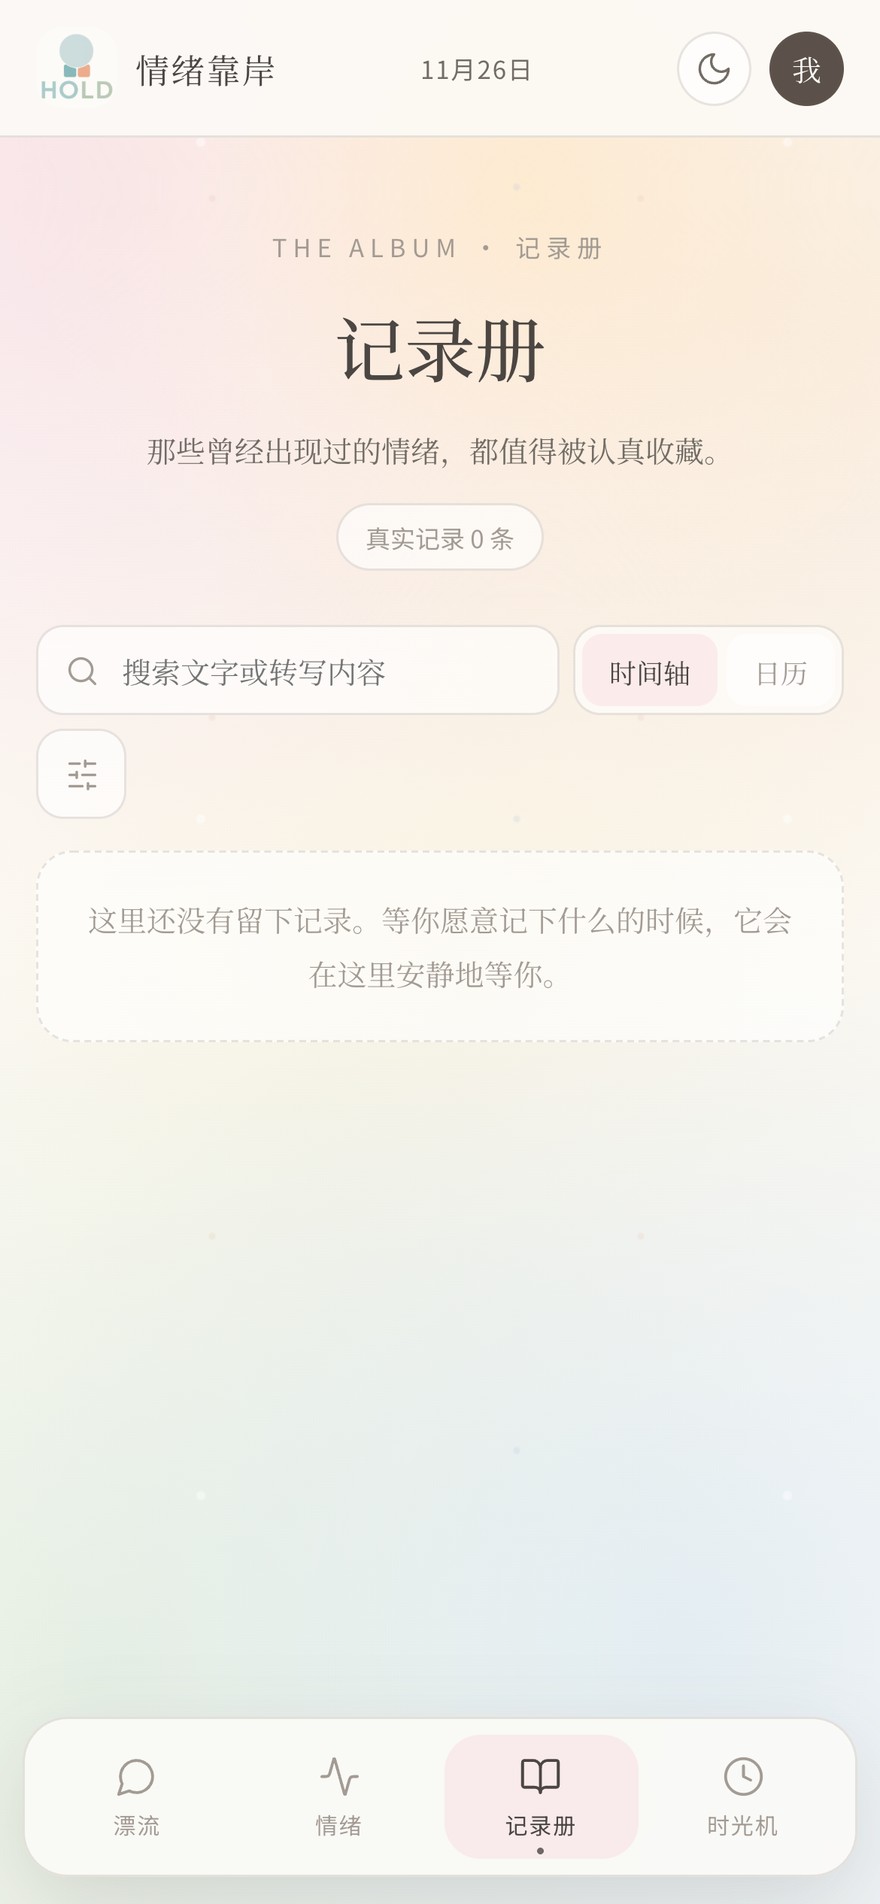 HOLD
情绪靠岸
11月26日
我
THE ALBUM • 记录册
记录册
那些曾经出现过的情绪，都值得被认真收藏。
真实记录 0 条
搜索文字或转写内容
时间轴
日历
这里还没有留下记录。等你愿意记下什么的时候，它会
在这里安静地等你。
漂流
情绪
记录册
时光机